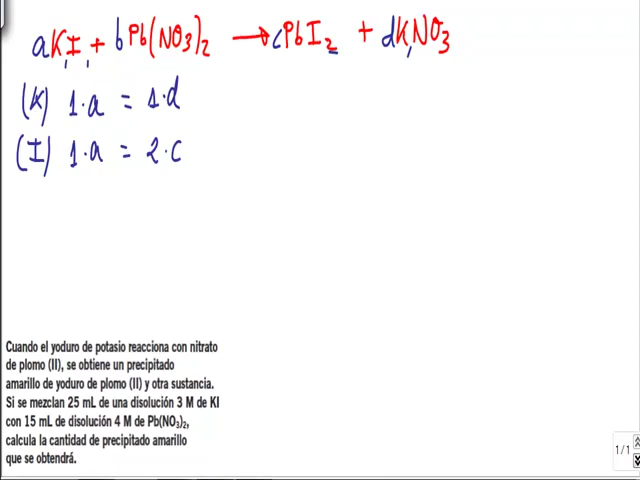 aKI + bPb(NO3)2 → cPbI2 + dKNO3
(K) 1·a = 1·d
(I) 1·a = 2·c
Cuando el yoduro de potasio reacciona con nitrato
de plomo (II), se obtiene un precipitado
amarillo de yoduro de plomo (II) y otra sustancia.
Si se mezclan 25 mL de una disolución 3 M de KI
con 15 mL de disolución 4 M de Pb(NO3)2,
calcula la cantidad de precipitado amarillo
que se obtendrá.
1/1